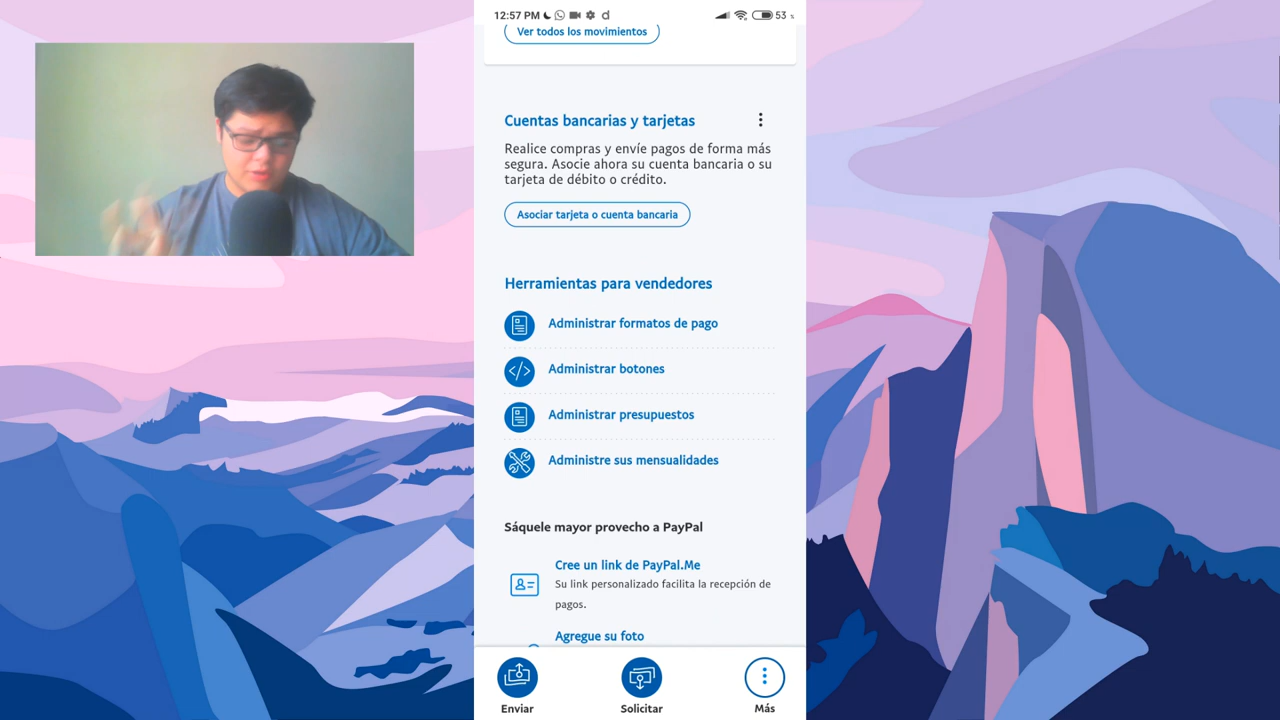 12:57 PM
53
Ver todos los movimientos
Cuentas bancarias y tarjetas
Realice compras y envíe pagos de forma más
segura. Asocie ahora su cuenta bancaria o su
tarjeta de débito o crédito.
Asociar tarjeta o cuenta bancaria
Herramientas para vendedores
Administrar formatos de pago
Administrar botones
Administrar presupuestos
Administre sus mensualidades
Sáquele mayor provecho a PayPal
Cree un link de PayPal.Me
Su link personalizado facilita la recepción de
pagos.
Agregue su foto
Enviar
Solicitar
Más